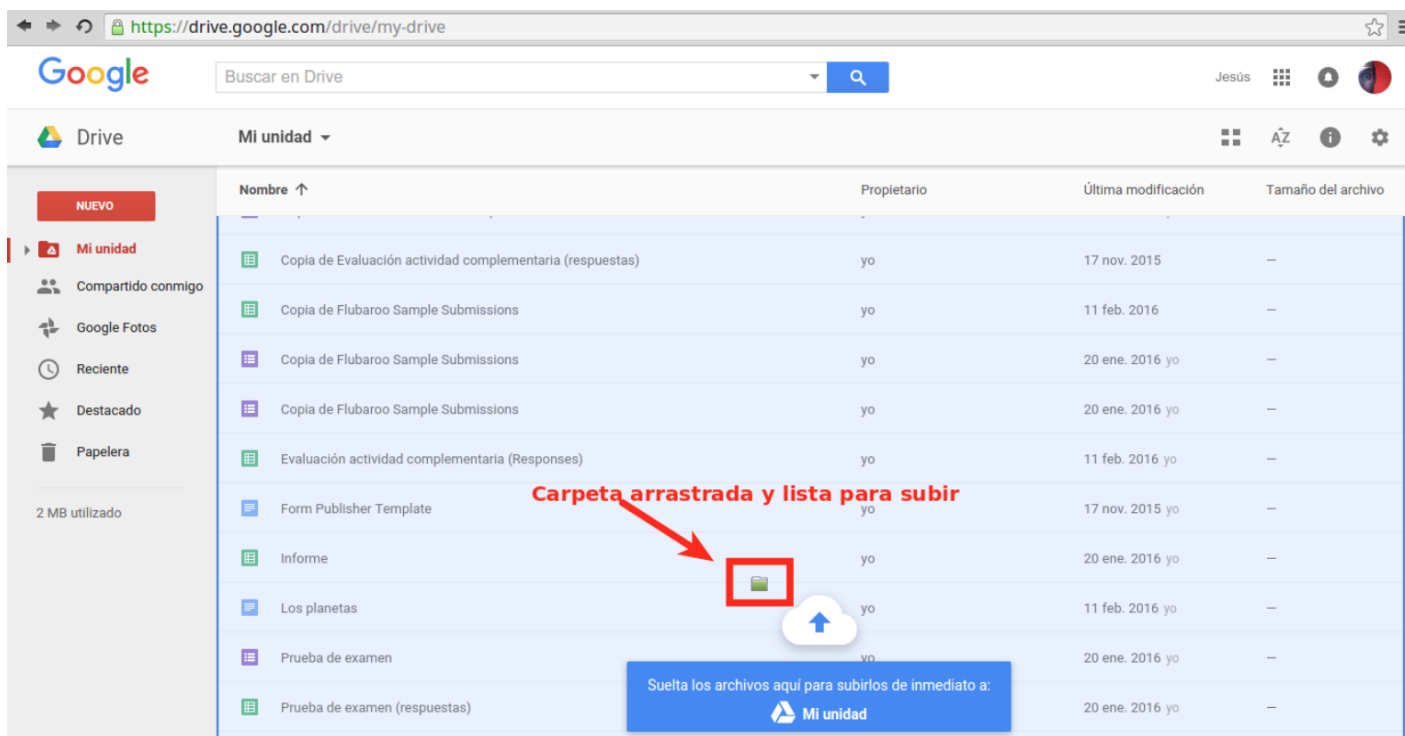 https://drive.google.com/drive/my-drive
Google
Buscar en Drive
Jesús
Drive
Mi unidad
AZ
NUEVO
Mi unidad
Compartido conmigo
Google Fotos
Reciente
Destacado
Papelera
2 MB utilizado
Nombre Propietario Última modificación Tamaño del archivo
Copia de Evaluación actividad complementaria (respuestas) yo 17 nov. 2015 —
Copia de Flubaroo Sample Submissions yo 11 feb. 2016 —
Copia de Flubaroo Sample Submissions yo 20 ene. 2016 yo —
Copia de Flubaroo Sample Submissions yo 20 ene. 2016 yo —
Evaluación actividad complementaria (Responses) yo 11 feb. 2016 yo —
Carpeta arrastrada y lista para subir
Form Publisher Template yo 17 nov. 2015 yo —
Informe yo 20 ene. 2016 yo —
Los planetas yo 11 feb. 2016 yo —
Prueba de examen yo 20 ene. 2016 yo —
Suelta los archivos aquí para subirlos de inmediato a:
Mi unidad
Prueba de examen (respuestas) 20 ene. 2016 yo —